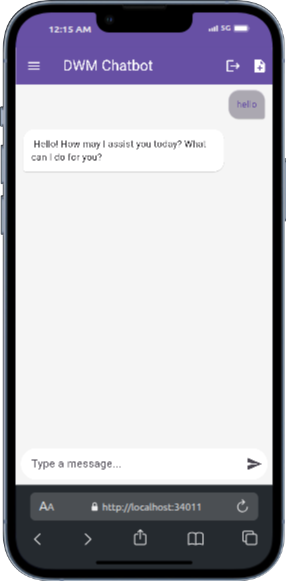 12:15 AM
5G
DWM Chatbot
hello
Hello! How may I assist you today? What
can I do for you?
Type a message...
AA
http://localhost:34011